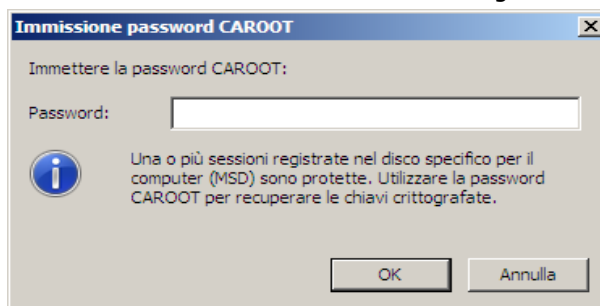 Immissione password CAROOT
Immettere la password CAROOT:
Password:
Una o più sessioni registrate nel disco specifico per il
computer (MSD) sono protette. Utilizzare la password
CAROOT per recuperare le chiavi crittografate.
OK
Annulla